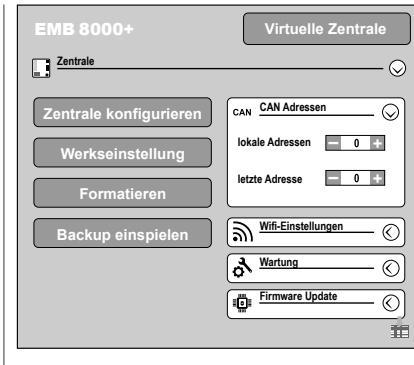 EMB 8000+
Virtuelle Zentrale
Zentrale
Zentrale konfigurieren
Werkseinstellung
Formatieren
Backup einspielen
CAN CAN Adressen
lokale Adressen − 0 +
letzte Adresse − 0 +
Wifi-Einstellungen
Wartung
Firmware Update